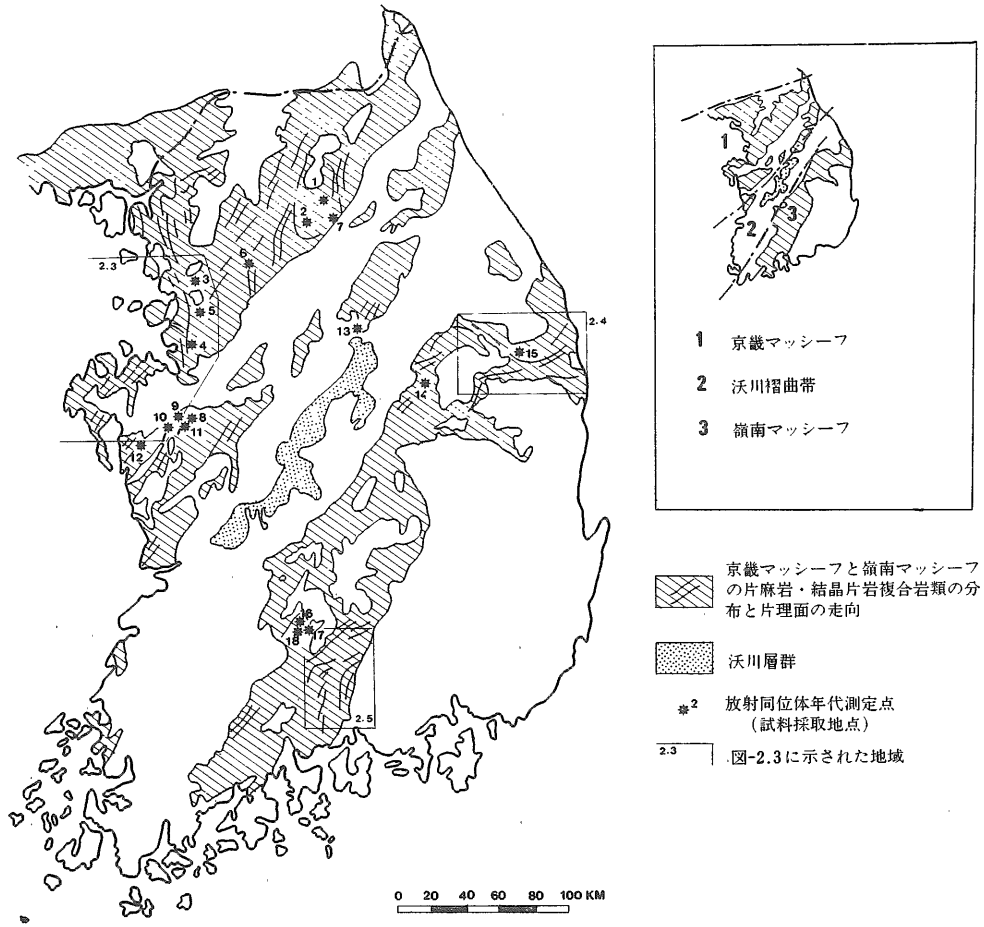 1
2
7
6
2.3
3
5
4
13
2.4
15
14
9
8
10
11
12
16
17
18
2.5
0 20 40 60 80 100 KM
1
2
3
1 京畿マッシーフ
2 沃川褶曲帯
3 嶺南マッシーフ
京畿マッシーフと嶺南マッシーフ
の片麻岩・結晶片岩複合岩類の分
布と片理面の走向
沃川層群
2 放射同位体年代測定点
(試料採取地点)
2.3 図-2.3に示された地域